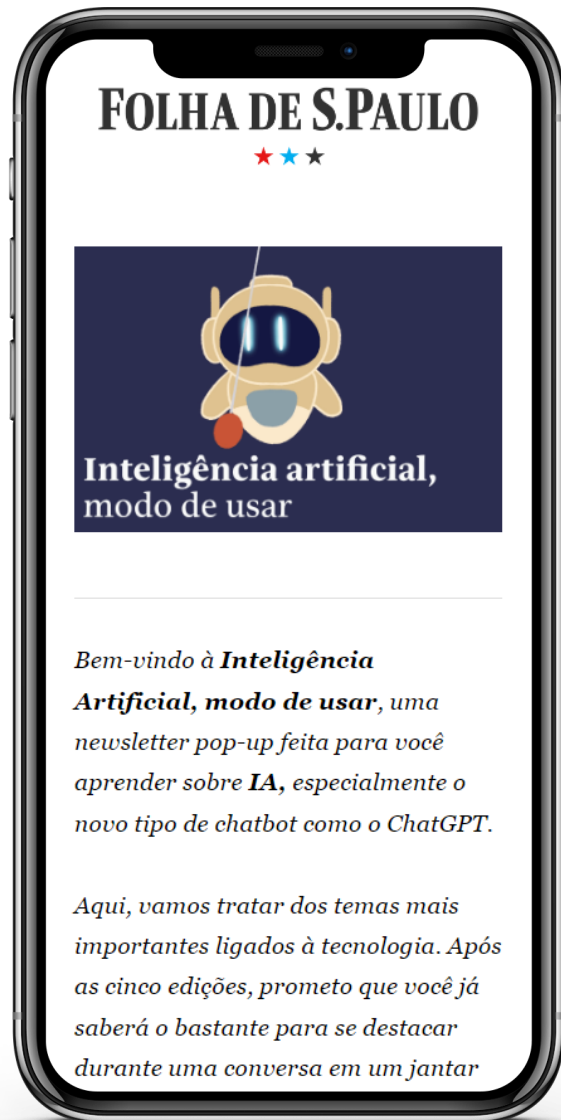 FOLHA DE S.PAULO
Inteligência artificial,
modo de usar
Bem-vindo à Inteligência
Artificial, modo de usar, uma
newsletter pop-up feita para você
aprender sobre IA, especialmente o
novo tipo de chatbot como o ChatGPT.
Aqui, vamos tratar dos temas mais
importantes ligados à tecnologia. Após
as cinco edições, prometo que você já
saberá o bastante para se destacar
durante uma conversa em um jantar